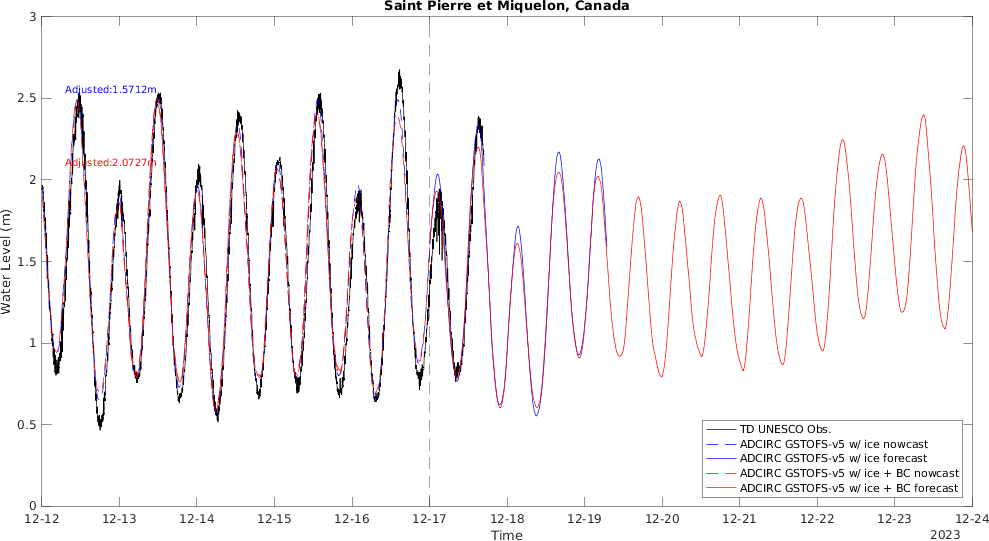 Saint Pierre et Miquelon, Canada
3
2.5
2
1.5
1
0.5
0
Water Level (m)
Adjusted:1.5712m
Adjusted:2.0727m
TD UNESCO Obs.
ADCIRC GSTOFS-v5 w/ ice nowcast
ADCIRC GSTOFS-v5 w/ ice forecast
ADCIRC GSTOFS-v5 w/ ice + BC nowcast
ADCIRC GSTOFS-v5 w/ ice + BC forecast
12-12 12-13 12-14 12-15 12-16 12-17 12-18 12-19 12-20 12-21 12-22 12-23 12-24
Time
2023